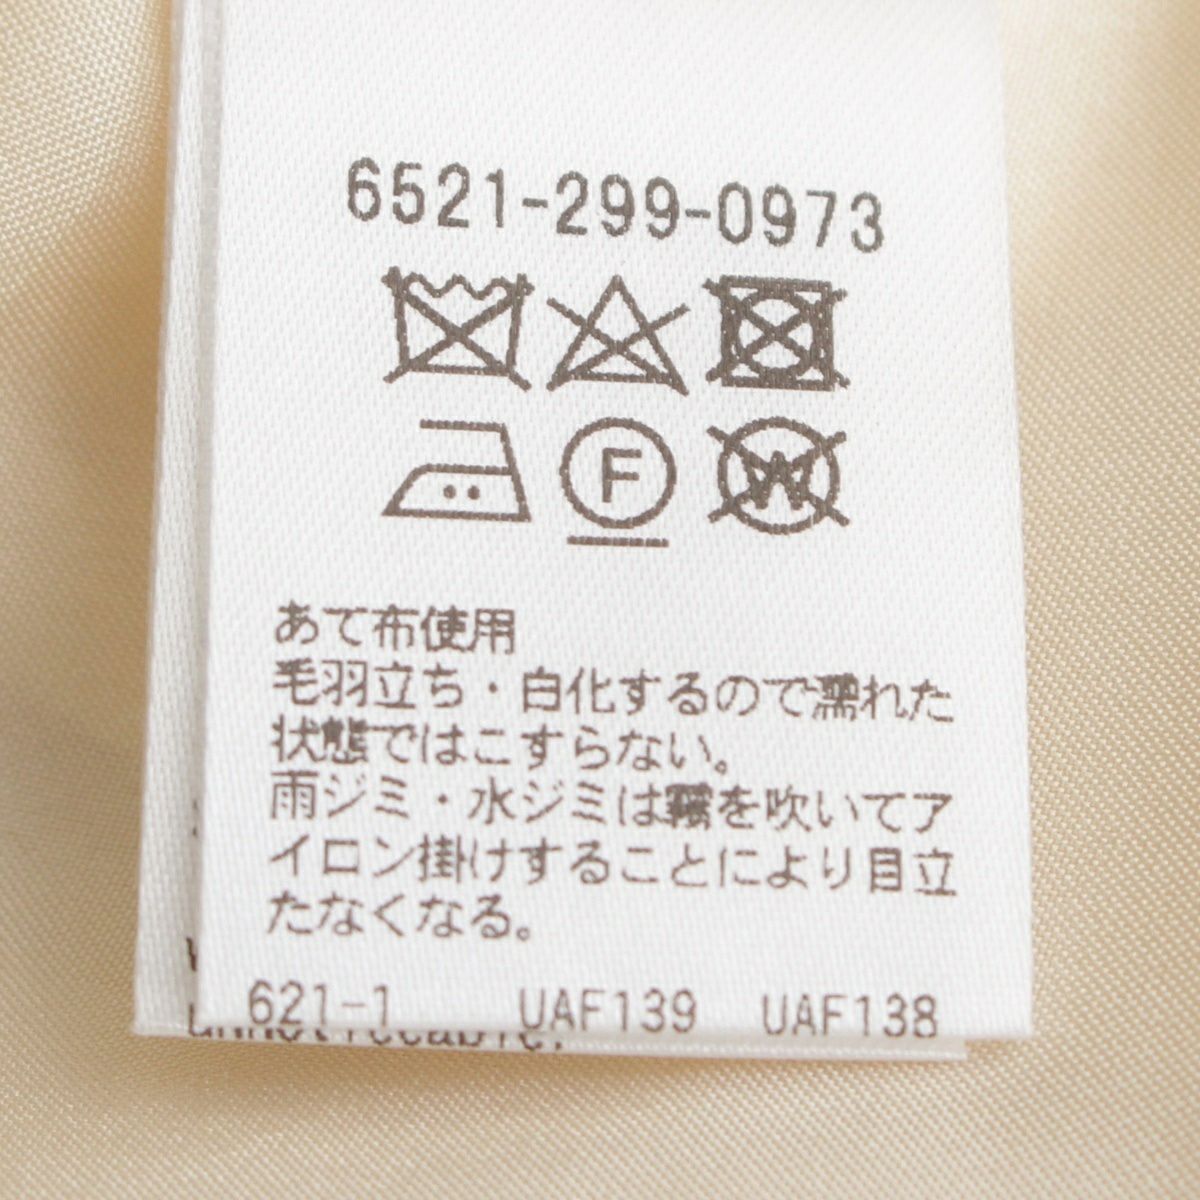 6521-299-0973
F
W
あて布使用
毛羽立ち・白化するので濡れた
状態ではこすらない。
雨ジミ・水ジミは霧を吹いてア
イロン掛けすることにより目立
たなくなる。
621-1 UAF139 UAF138